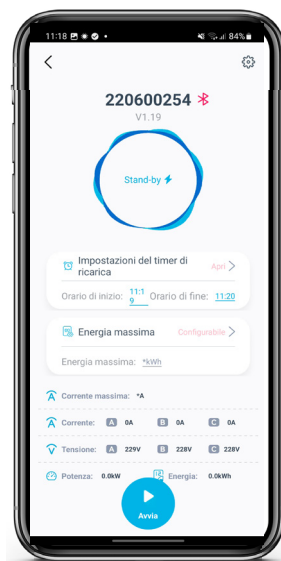 11:18 84%
220600254
V1.19
Stand-by
Impostazioni del timer di
ricarica
Apri
Orario di inizio: 11:1
9 Orario di fine: 11:20
Energia massima Configurabile
Energia massima: *kWh
Corrente massima: *A
Corrente: A 0A B 0A C 0A
Tensione: A 229V B 228V C 228V
Potenza: 0.0kW Energia: 0.0kWh
Avvia